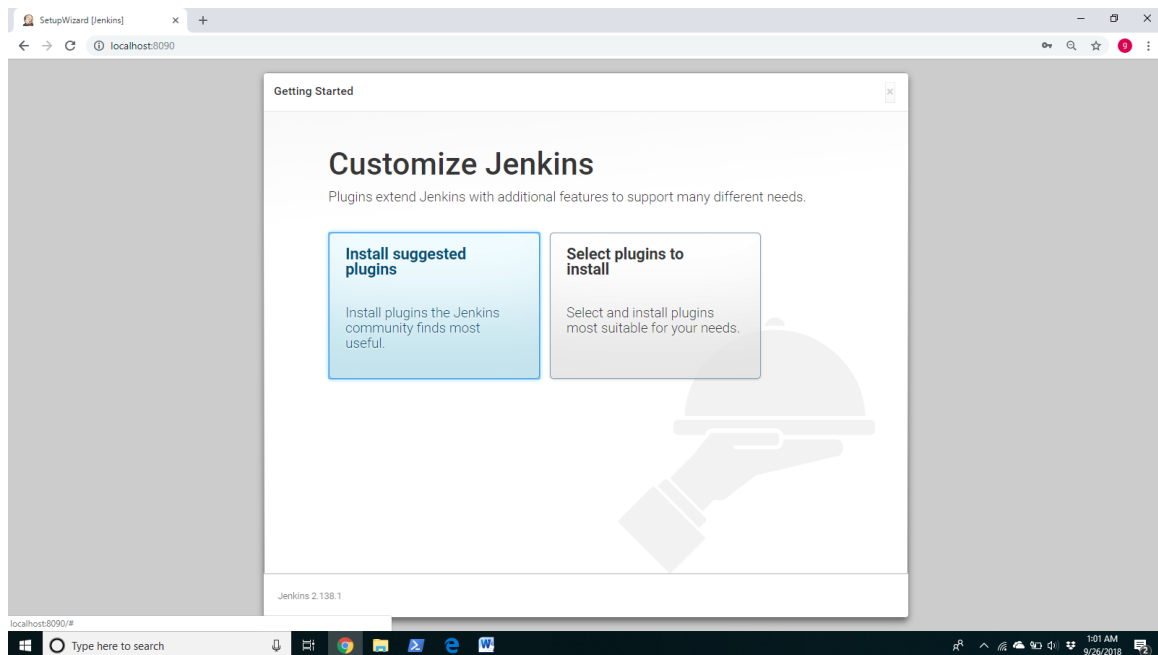 SetupWizard [Jenkins]
localhost:8090
g
Getting Started
Customize Jenkins
Plugins extend Jenkins with additional features to support many different needs.
Install suggested
plugins
Install plugins the Jenkins
community finds most
useful.
Select plugins to
install
Select and install plugins
most suitable for your needs.
Jenkins 2.138.1
localhost:8090/#
Type here to search
1:01 AM
9/26/2018
2